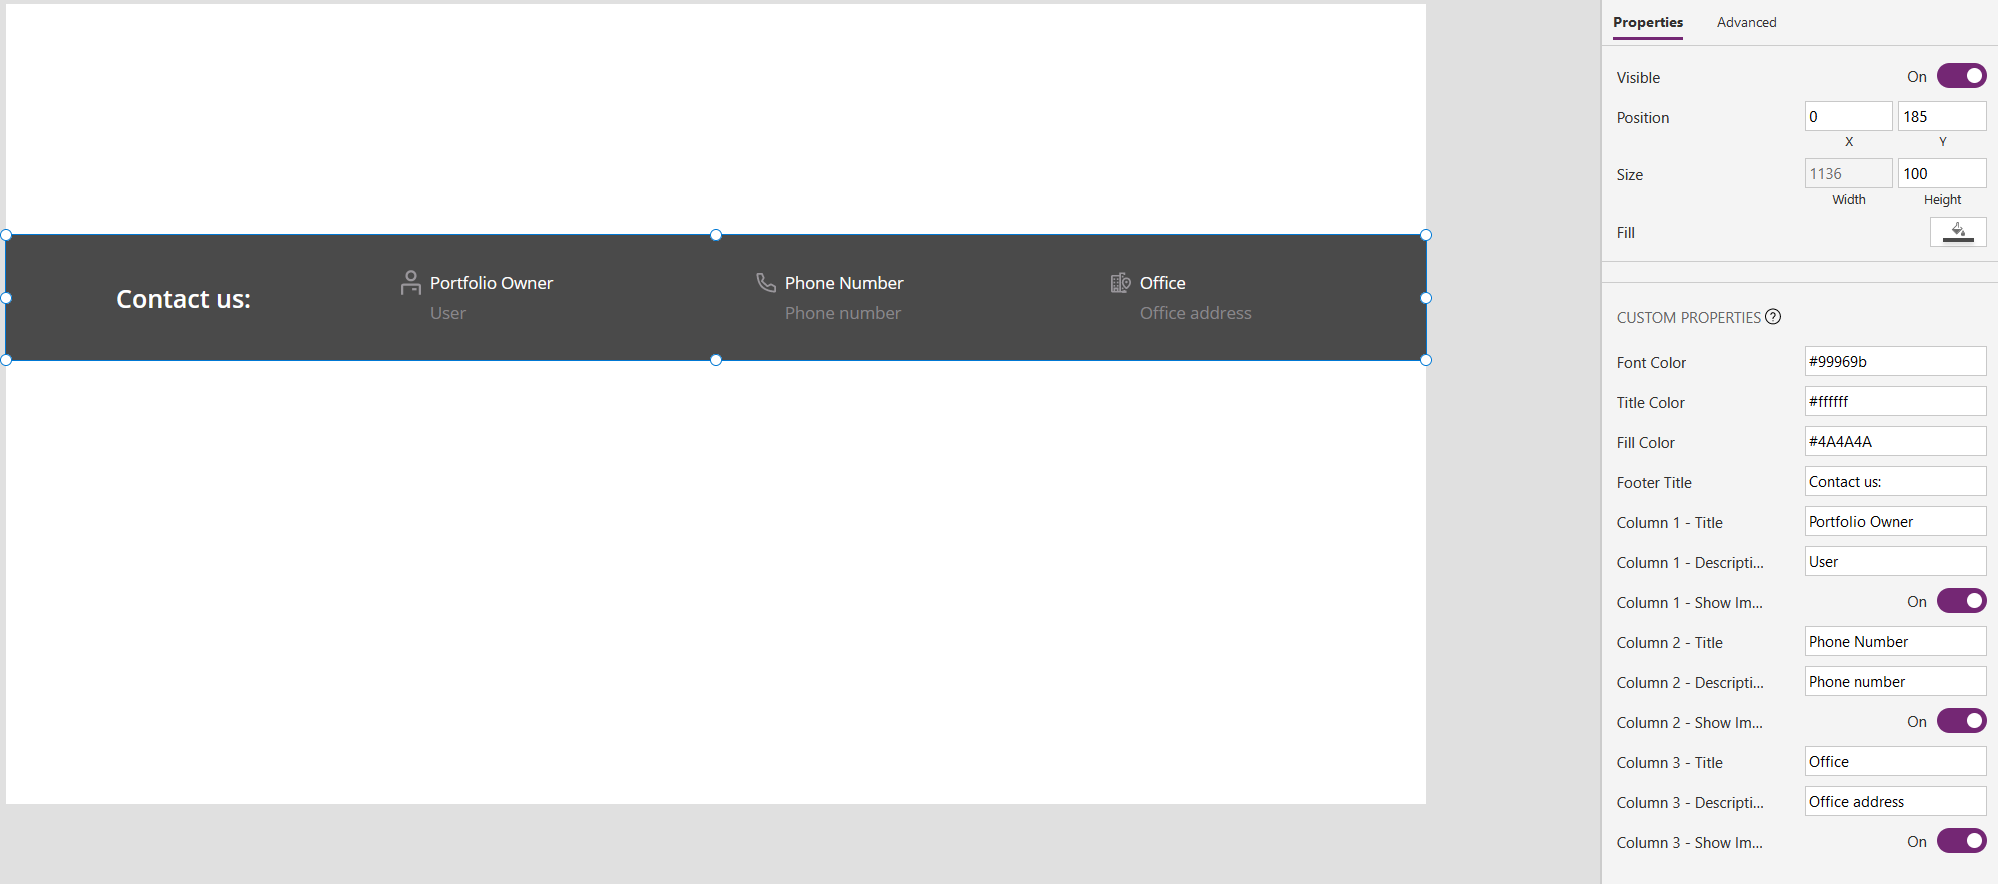 Contact us:
Portfolio Owner
User
Phone Number
Phone number
Office
Office address
Properties Advanced
Visible On
Position 0 185
X Y
Size 1136 100
Width Height
Fill
CUSTOM PROPERTIES ?
Font Color #99969b
Title Color #ffffff
Fill Color #4A4A4A
Footer Title Contact us:
Column 1 - Title Portfolio Owner
Column 1 - Descripti... User
Column 1 - Show Im... On
Column 2 - Title Phone Number
Column 2 - Descripti... Phone number
Column 2 - Show Im... On
Column 3 - Title Office
Column 3 - Descripti... Office address
Column 3 - Show Im... On